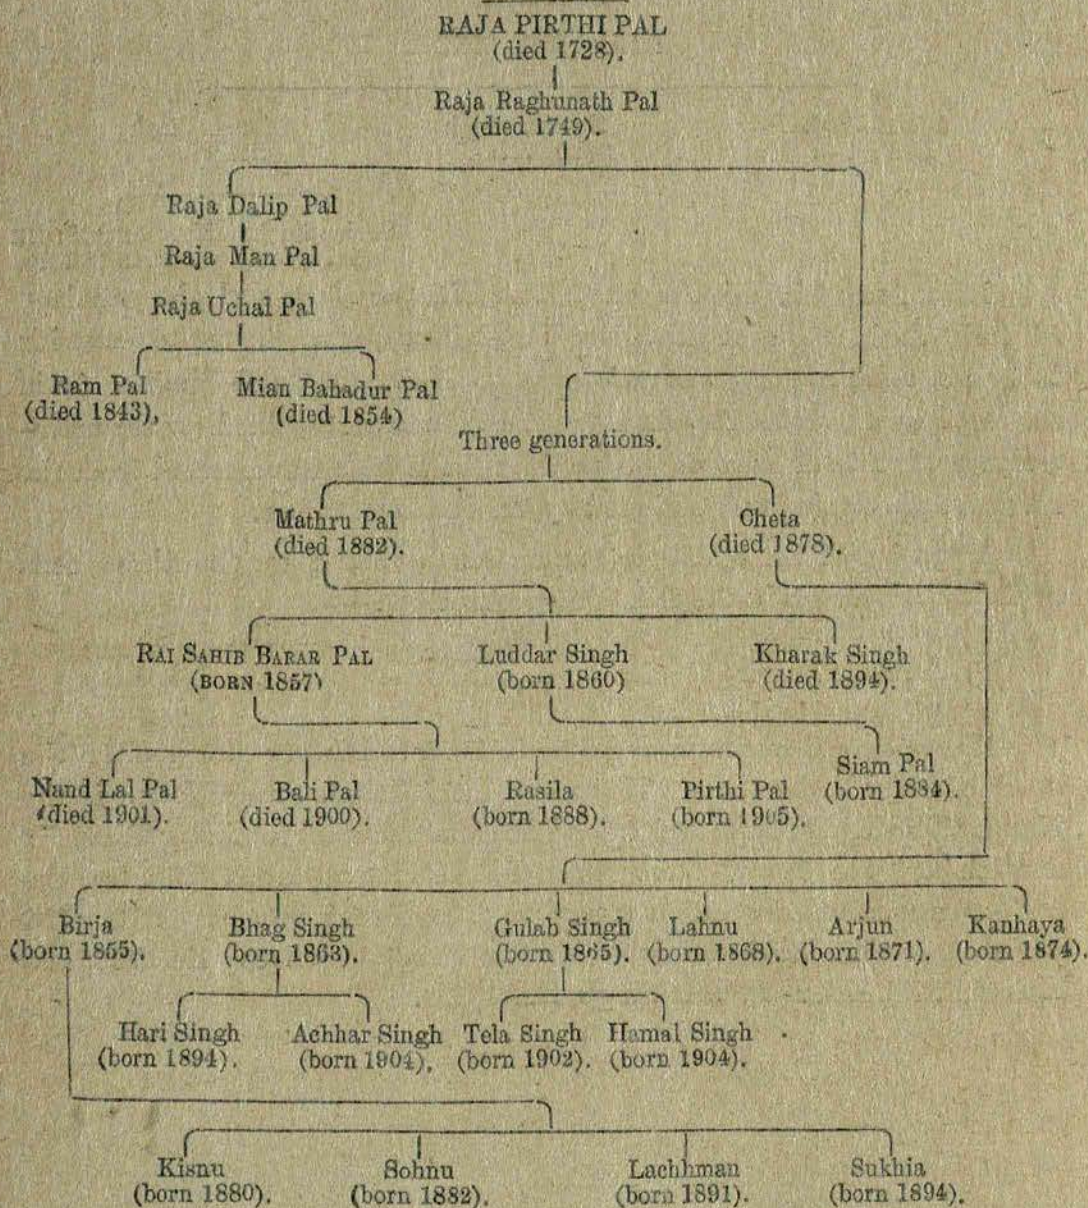 RAJA PIRTHI PAL
(died 1728).
Raja Raghunath Pal
(died 1749).
Raja Dalip Pal
Raja Man Pal
Raja Uchal Pal
Ram Pal
(died 1843),
Mian Bahadur Pal
(died 1854)
Three generations.
Mathru Pal
(died 1882).
Cheta
(died 1878).
RAI SAHIB BARAR PAL
(BORN 1857)
Luddar Singh
(born 1860)
Kharak Singh
(died 1894).
Siam Pal
(born 1884).
Nand Lal Pal
(died 1901).
Bali Pal
(died 1900).
Rasila
(born 1888).
Pirthi Pal
(born 1905).
Birja
(born 1855).
Bhag Singh
(born 1863).
Gulab Singh
(born 1865).
Lahnu
(born 1868).
Arjun
(born 1871).
Kanhaya
(born 1874).
Hari Singh
(born 1894).
Achhar Singh
(born 1904),
Tela Singh
(born 1902).
Hamal Singh
(born 1904).
Kisnu
(born 1880).
Sohnu
(born 1882).
Lachhman
(born 1891).
Sukhia
(born 1894).